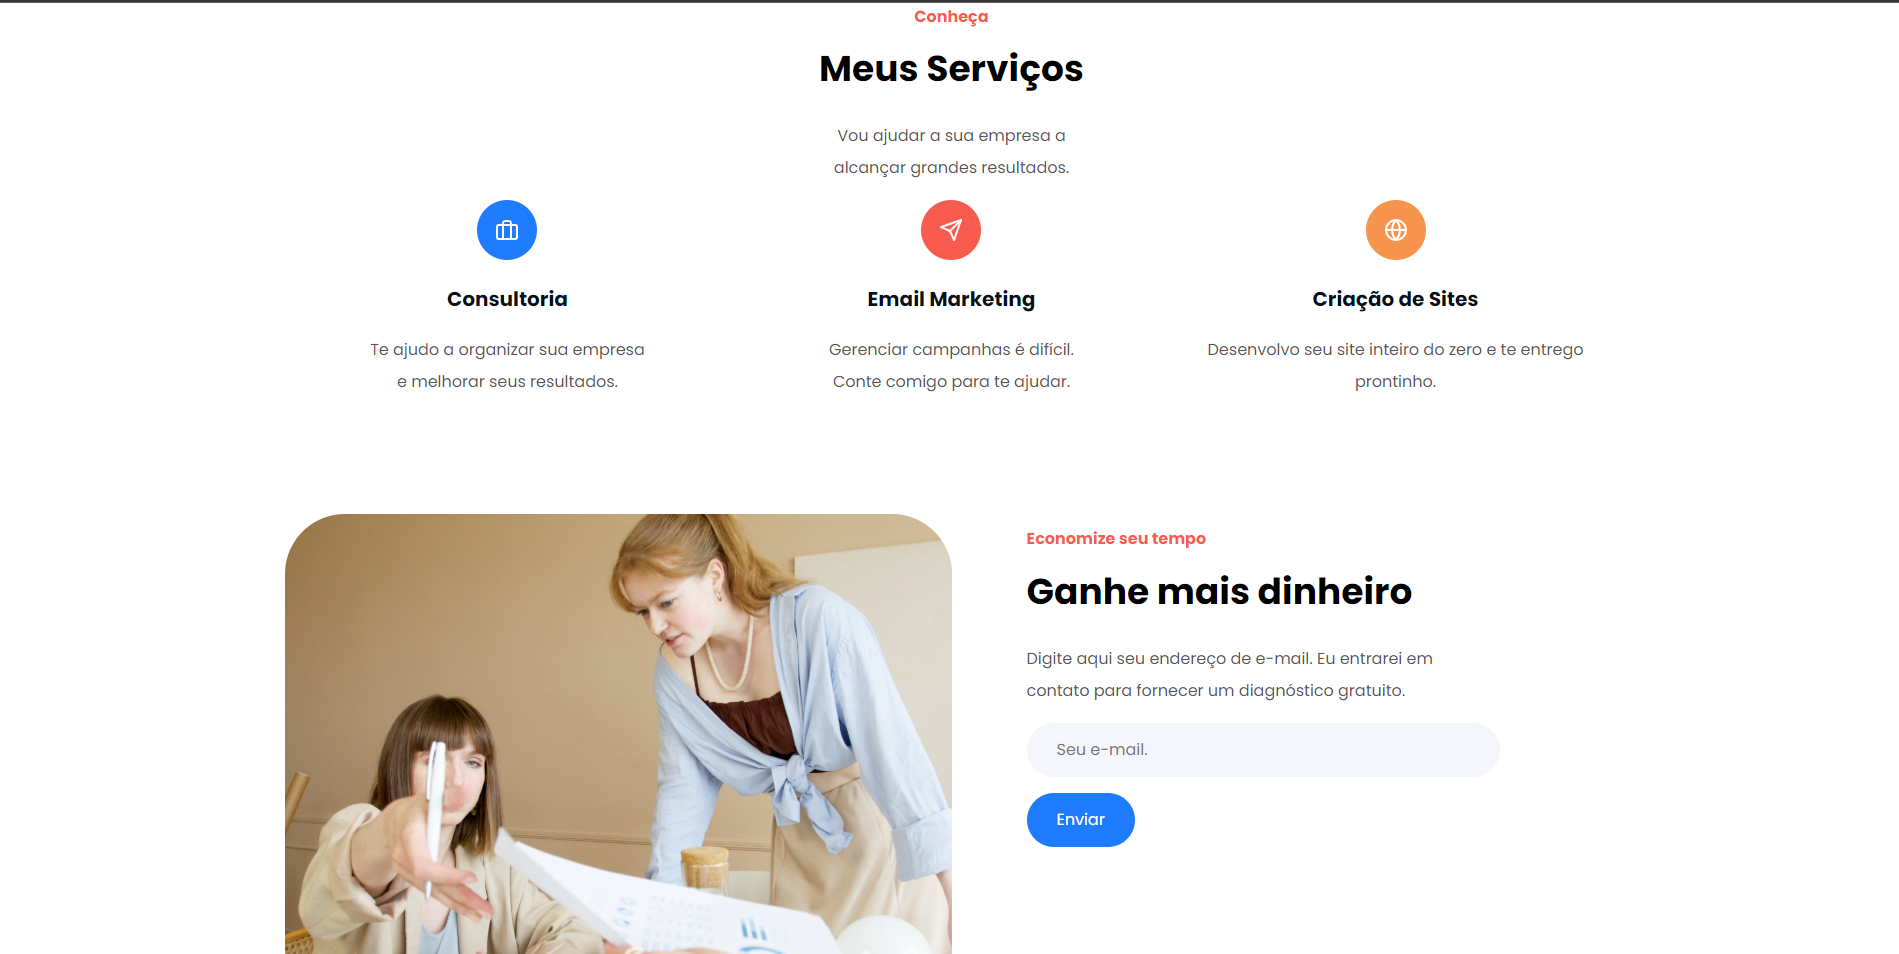 Conheça
Meus Serviços
Vou ajudar a sua empresa a
alcançar grandes resultados.
Consultoria
Te ajudo a organizar sua empresa
e melhorar seus resultados.
Email Marketing
Gerenciar campanhas é difícil.
Conte comigo para te ajudar.
Criação de Sites
Desenvolvo seu site inteiro do zero e te entrego
prontinho.
Economize seu tempo
Ganhe mais dinheiro
Digite aqui seu endereço de e-mail. Eu entrarei em
contato para fornecer um diagnóstico gratuito.
Seu e-mail.
Enviar